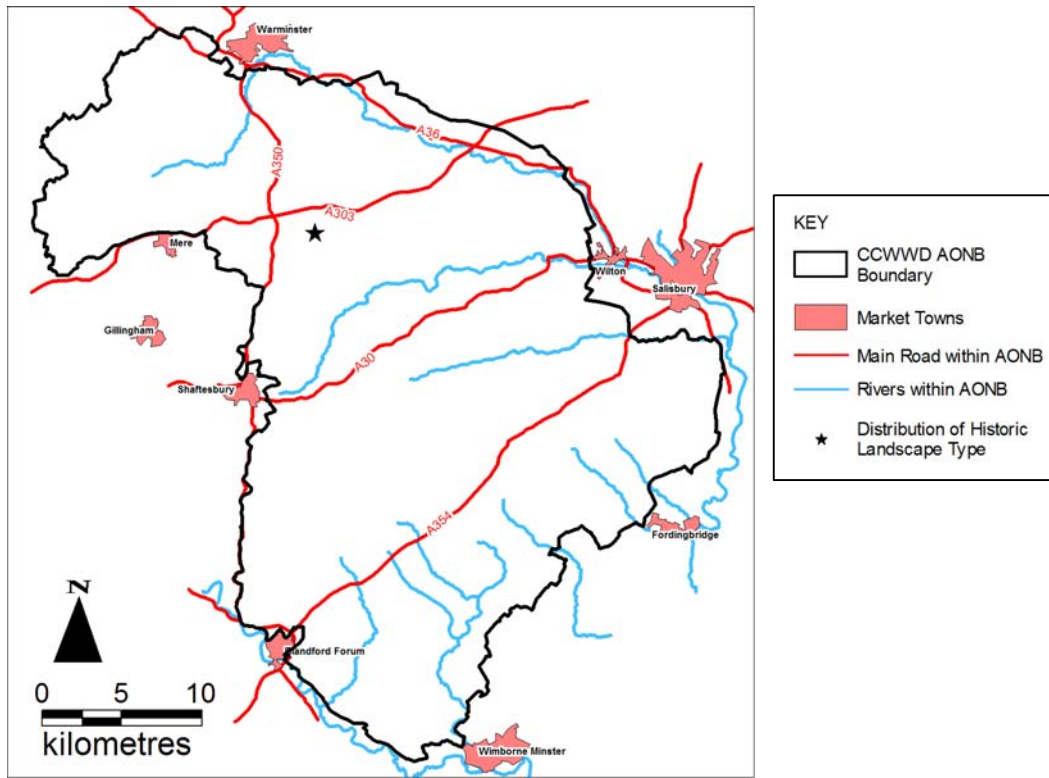 Warminster
A36
A350
A303
Mere
Wilton
Salisbury
Gillingham
A30
Shaftesbury
A354
Fordingbridge
N
Blandford Forum
0 5 10
kilometres
Wimborne Minster
KEY
CCWWD AONB
Boundary
Market Towns
Main Road within AONB
Rivers within AONB
Distribution of Historic
Landscape Type